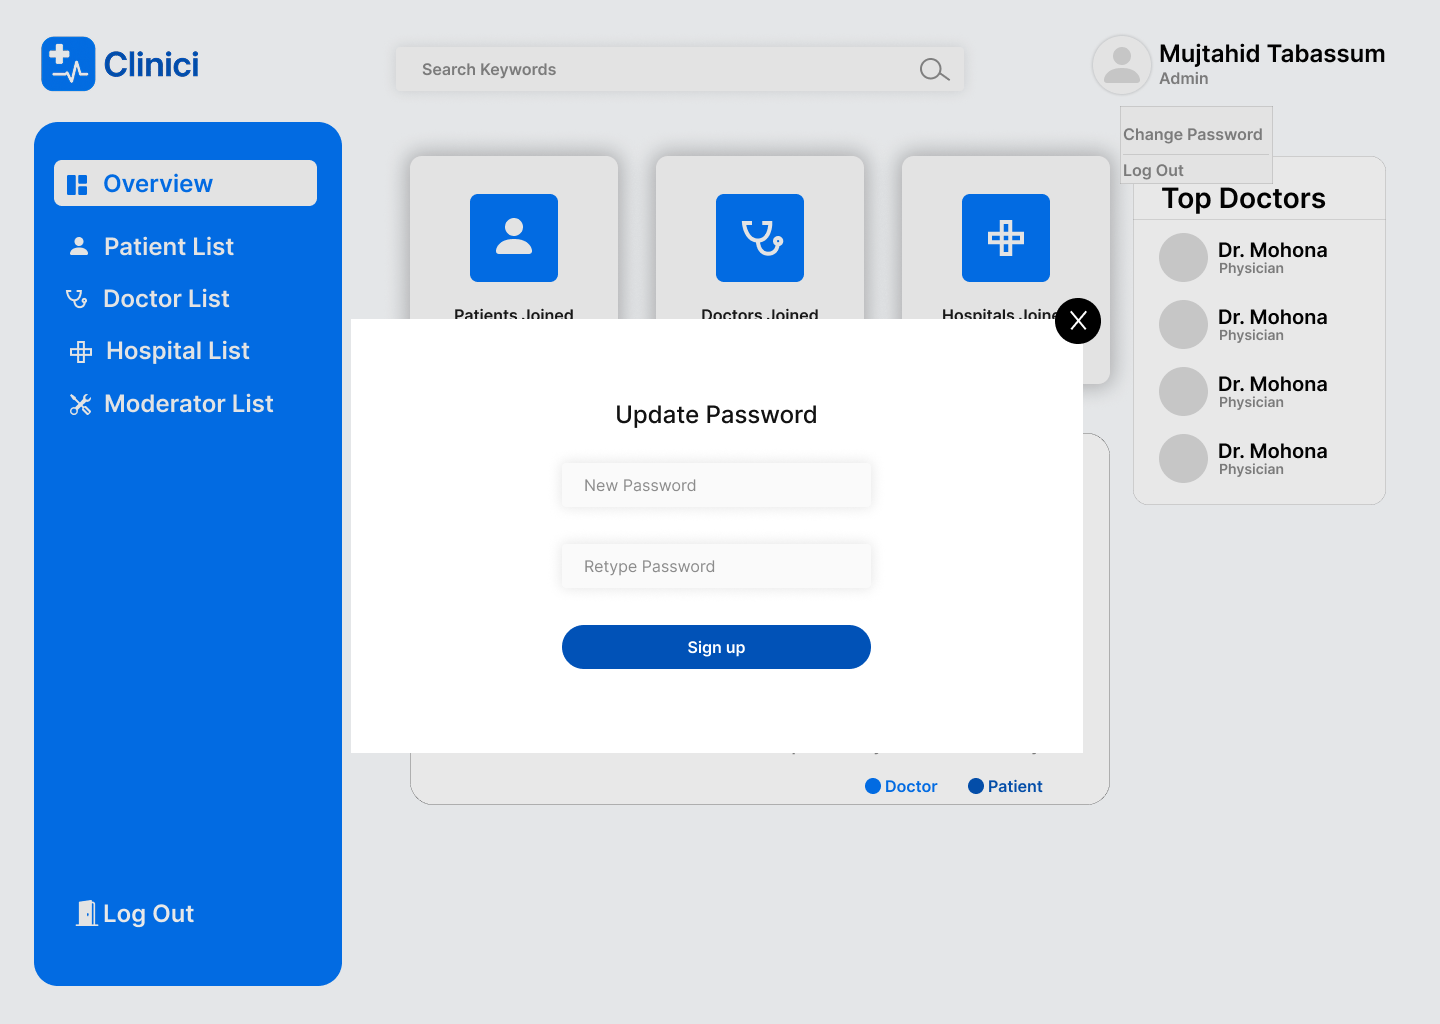 Clinici
Search Keywords
Mujtahid Tabassum
Admin
Change Password
Log Out
Overview
Patient List
Doctor List
Hospital List
Moderator List
Log Out
Patients Joined
Doctors Joined
Hospitals Joine
Top Doctors
Dr. Mohona
Physician
Dr. Mohona
Physician
Dr. Mohona
Physician
Dr. Mohona
Physician
X
Update Password
New Password
Retype Password
Sign up
Doctor
Patient